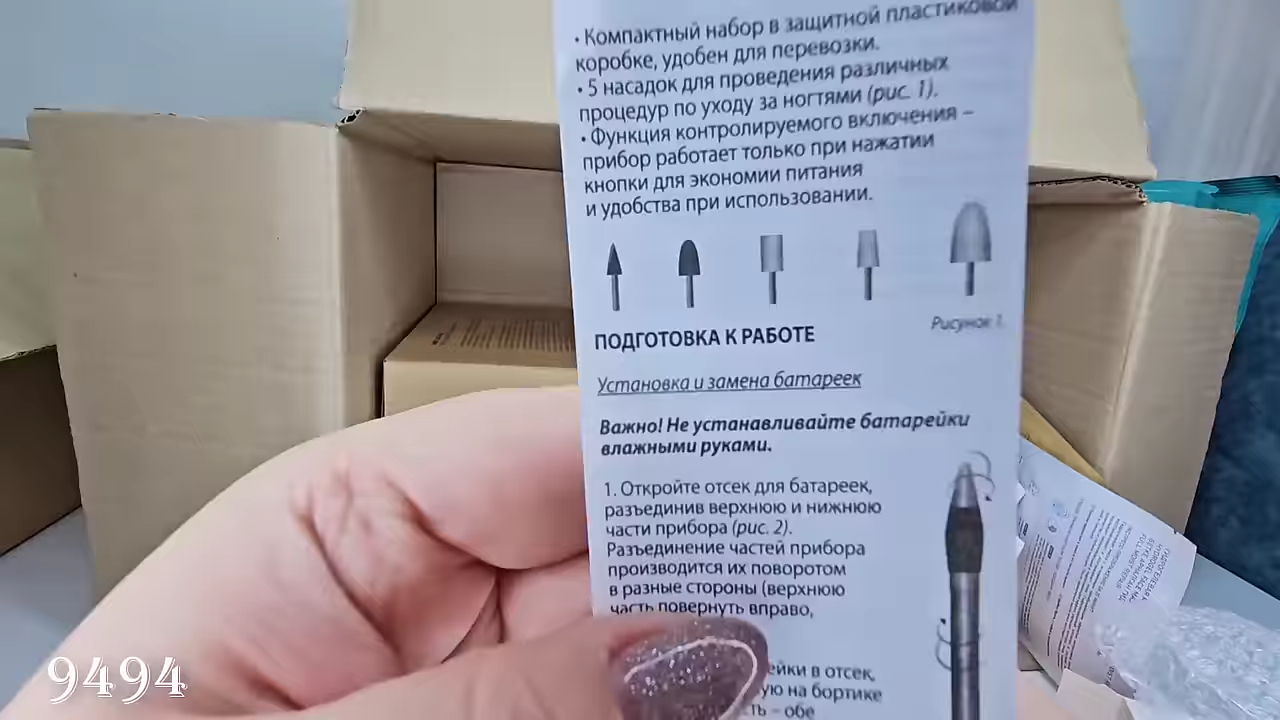 • Компактный набор в защитной пластиковой
коробке, удобен для перевозки.
• 5 насадок для проведения различных
процедур по уходу за ногтями (рис. 1).
• Функция контролируемого включения –
прибор работает только при нажатии
кнопки для экономии питания
и удобства при использовании.
Рисунок 1.
ПОДГОТОВКА К РАБОТЕ
Установка и замена батареек
Важно! Не устанавливайте батарейки
влажными руками.
1. Откройте отсек для батареек,
разъединив верхнюю и нижнюю
части прибора (рис. 2).
Разъединение частей прибора
производится их поворотом
в разные стороны (верхнюю
часть повернуть вправо,
в отсек,
на бортике
– обе
9494